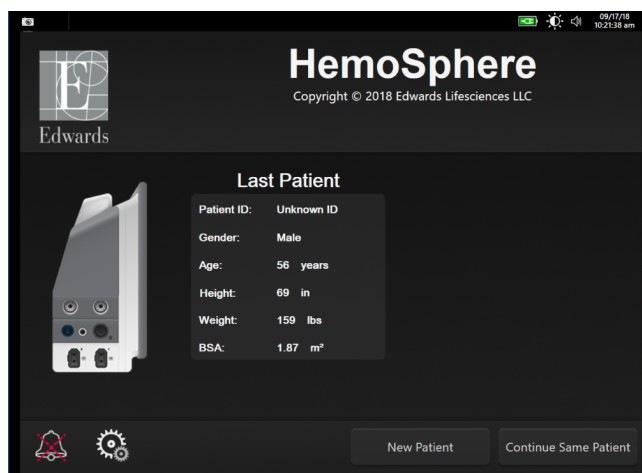 09/17/18
10:21:38 am
HemoSphere
Copyright © 2018 Edwards Lifesciences LLC
E
Edwards
Last Patient
Patient ID: Unknown ID
Gender: Male
Age: 56 years
Height: 69 in
Weight: 159 lbs
BSA: 1.87 m²
New Patient
Continue Same Patient